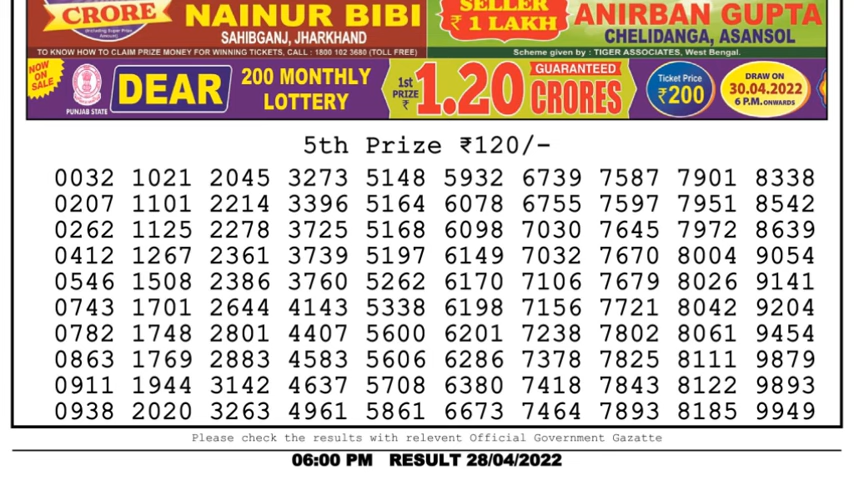 CRORE
NAINUR BIBI
SAHIBGANJ, JHARKHAND
TO KNOW HOW TO CLAIM PRIZE MONEY FOR WINNING TICKETS, CALL : 1800 102 3680 (TOLL FREE)
SELLER
₹ 1 LAKH
ANIRBAN GUPTA
CHELIDANGA, ASANSOL
Scheme given by : TIGER ASSOCIATES, West Bengal.
NOW
ON
SALE
PUNJAB STATE
DEAR
200 MONTHLY
LOTTERY
1st
PRIZE
₹
1.20
GUARANTEED
CRORES
Ticket Price
₹200
DRAW ON
30.04.2022
6 P.M. ONWARDS
5th Prize ₹120/-
0032 1021 2045 3273 5148 5932 6739 7587 7901 8338
0207 1101 2214 3396 5164 6078 6755 7597 7951 8542
0262 1125 2278 3725 5168 6098 7030 7645 7972 8639
0412 1267 2361 3739 5197 6149 7032 7670 8004 9054
0546 1508 2386 3760 5262 6170 7106 7679 8026 9141
0743 1701 2644 4143 5338 6198 7156 7721 8042 9204
0782 1748 2801 4407 5600 6201 7238 7802 8061 9454
0863 1769 2883 4583 5606 6286 7378 7825 8111 9879
0911 1944 3142 4637 5708 6380 7418 7843 8122 9893
0938 2020 3263 4961 5861 6673 7464 7893 8185 9949
Please check the results with relevent Official Government Gazatte
06:00 PM RESULT 28/04/2022